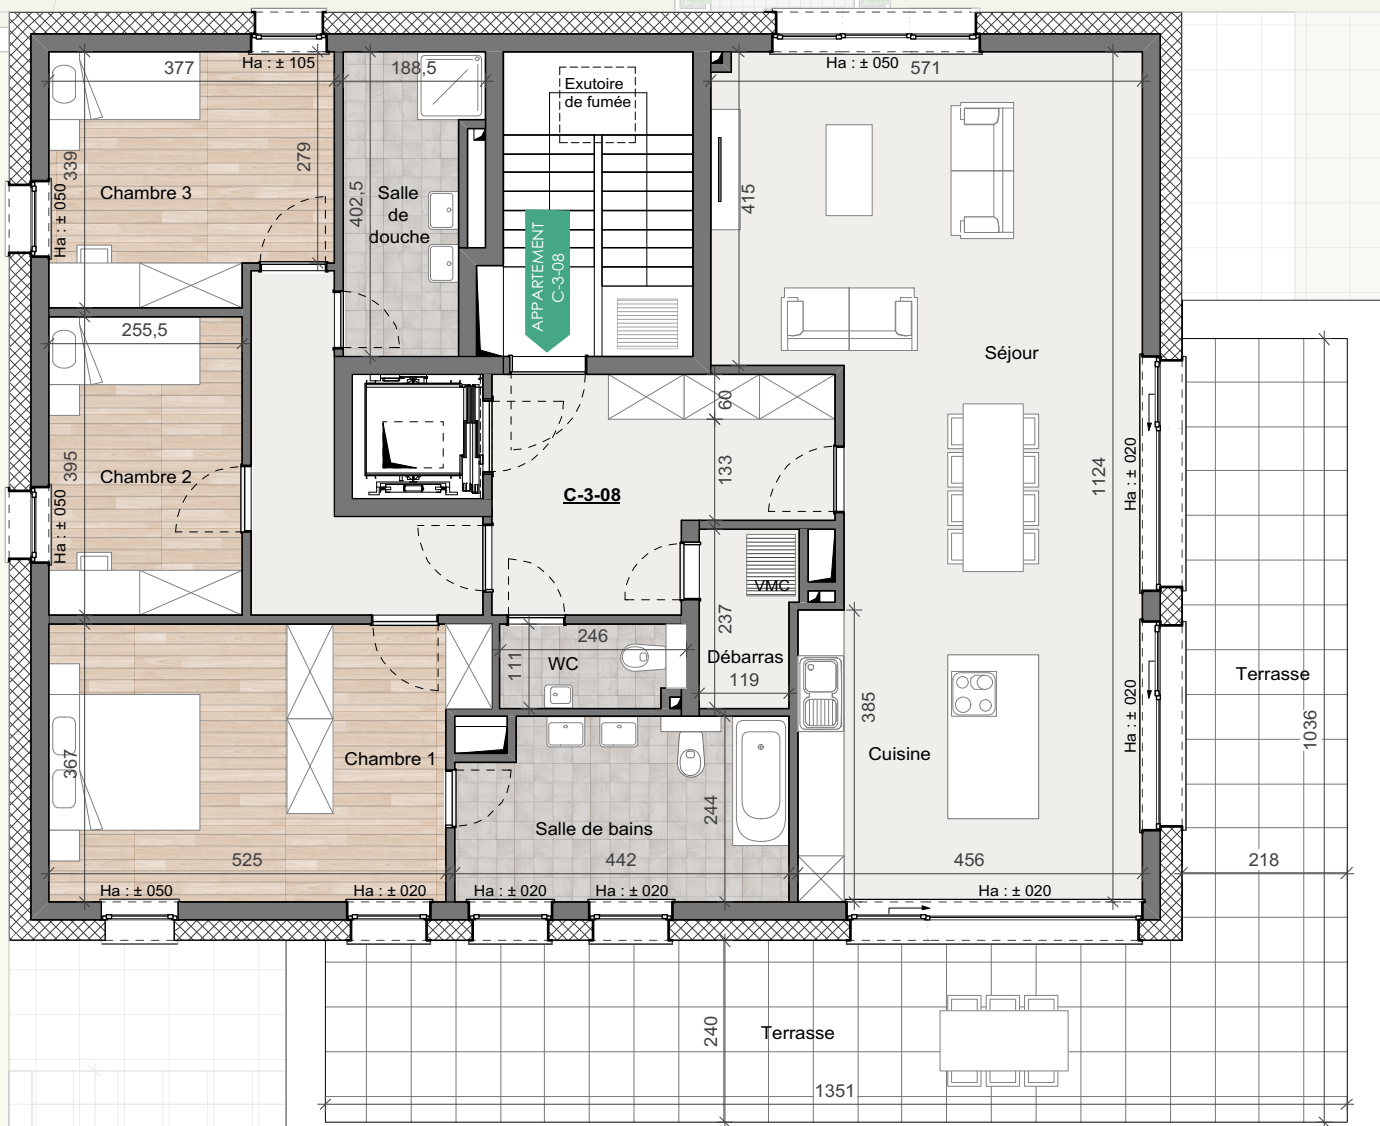 377
Ha : ± 105
188,5
Exutoire
de fumée
Ha : ± 050
571
339
279
Chambre 3
Ha : ± 050
402,5
Salle
de
douche
APPARTEMENT
C-3-08
415
255,5
Séjour
60
395
Chambre 2
Ha : ± 050
C-3-08
133
1124
Ha : ± 020
VMC
237
246
111
WC
Débarras
119
385
Terrasse
Ha : ± 020
1036
367
Chambre 1
Cuisine
244
Salle de bains
525
442
456
218
Ha : ± 050
Ha : ± 020
Ha : ± 020
Ha : ± 020
Ha : ± 020
240
Terrasse
1351